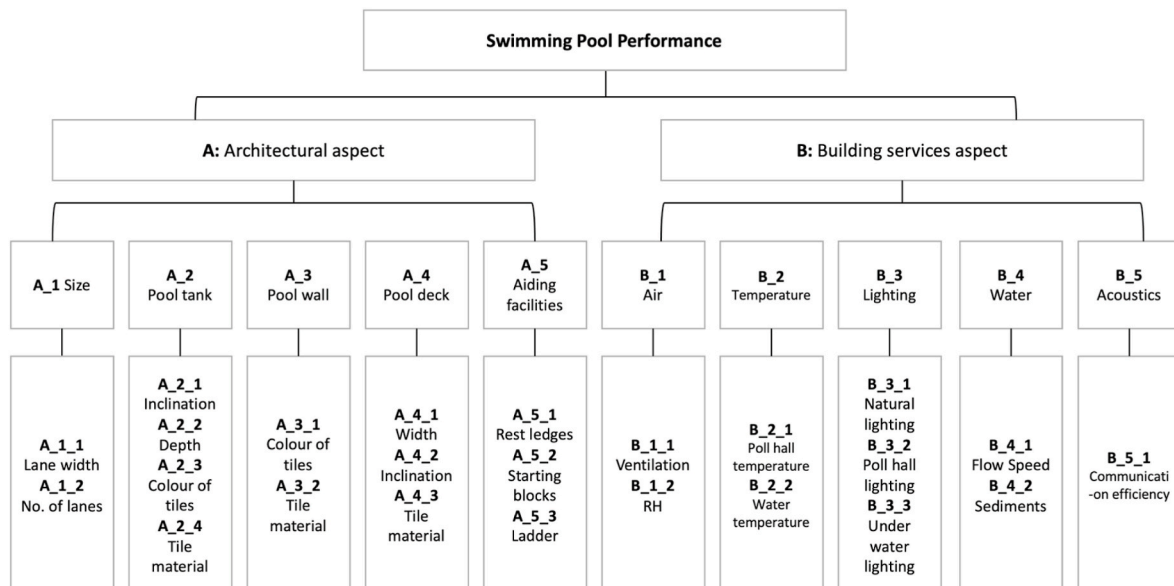 Swimming Pool Performance
A: Architectural aspect
B: Building services aspect
A_1 Size
A_2
Pool tank
A_3
Pool wall
A_4
Pool deck
A_5
Aiding
facilities
B_1
Air
B_2
Temperature
B_3
Lighting
B_4
Water
B_5
Acoustics
A_1_1
Lane width
A_1_2
No. of lanes
A_2_1
Inclination
A_2_2
Depth
A_2_3
Colour of
tiles
A_2_4
Tile
material
A_3_1
Colour of
tiles
A_3_2
Tile
material
A_4_1
Width
A_4_2
Inclination
A_4_3
Tile
material
A_5_1
Rest ledges
A_5_2
Starting
blocks
A_5_3
Ladder
B_1_1
Ventilation
B_1_2
RH
B_2_1
Poll hall
temperature
B_2_2
Water
temperature
B_3_1
Natural
lighting
B_3_2
Poll hall
lighting
B_3_3
Under
water
lighting
B_4_1
Flow Speed
B_4_2
Sediments
B_5_1
Communicati
-on efficiency